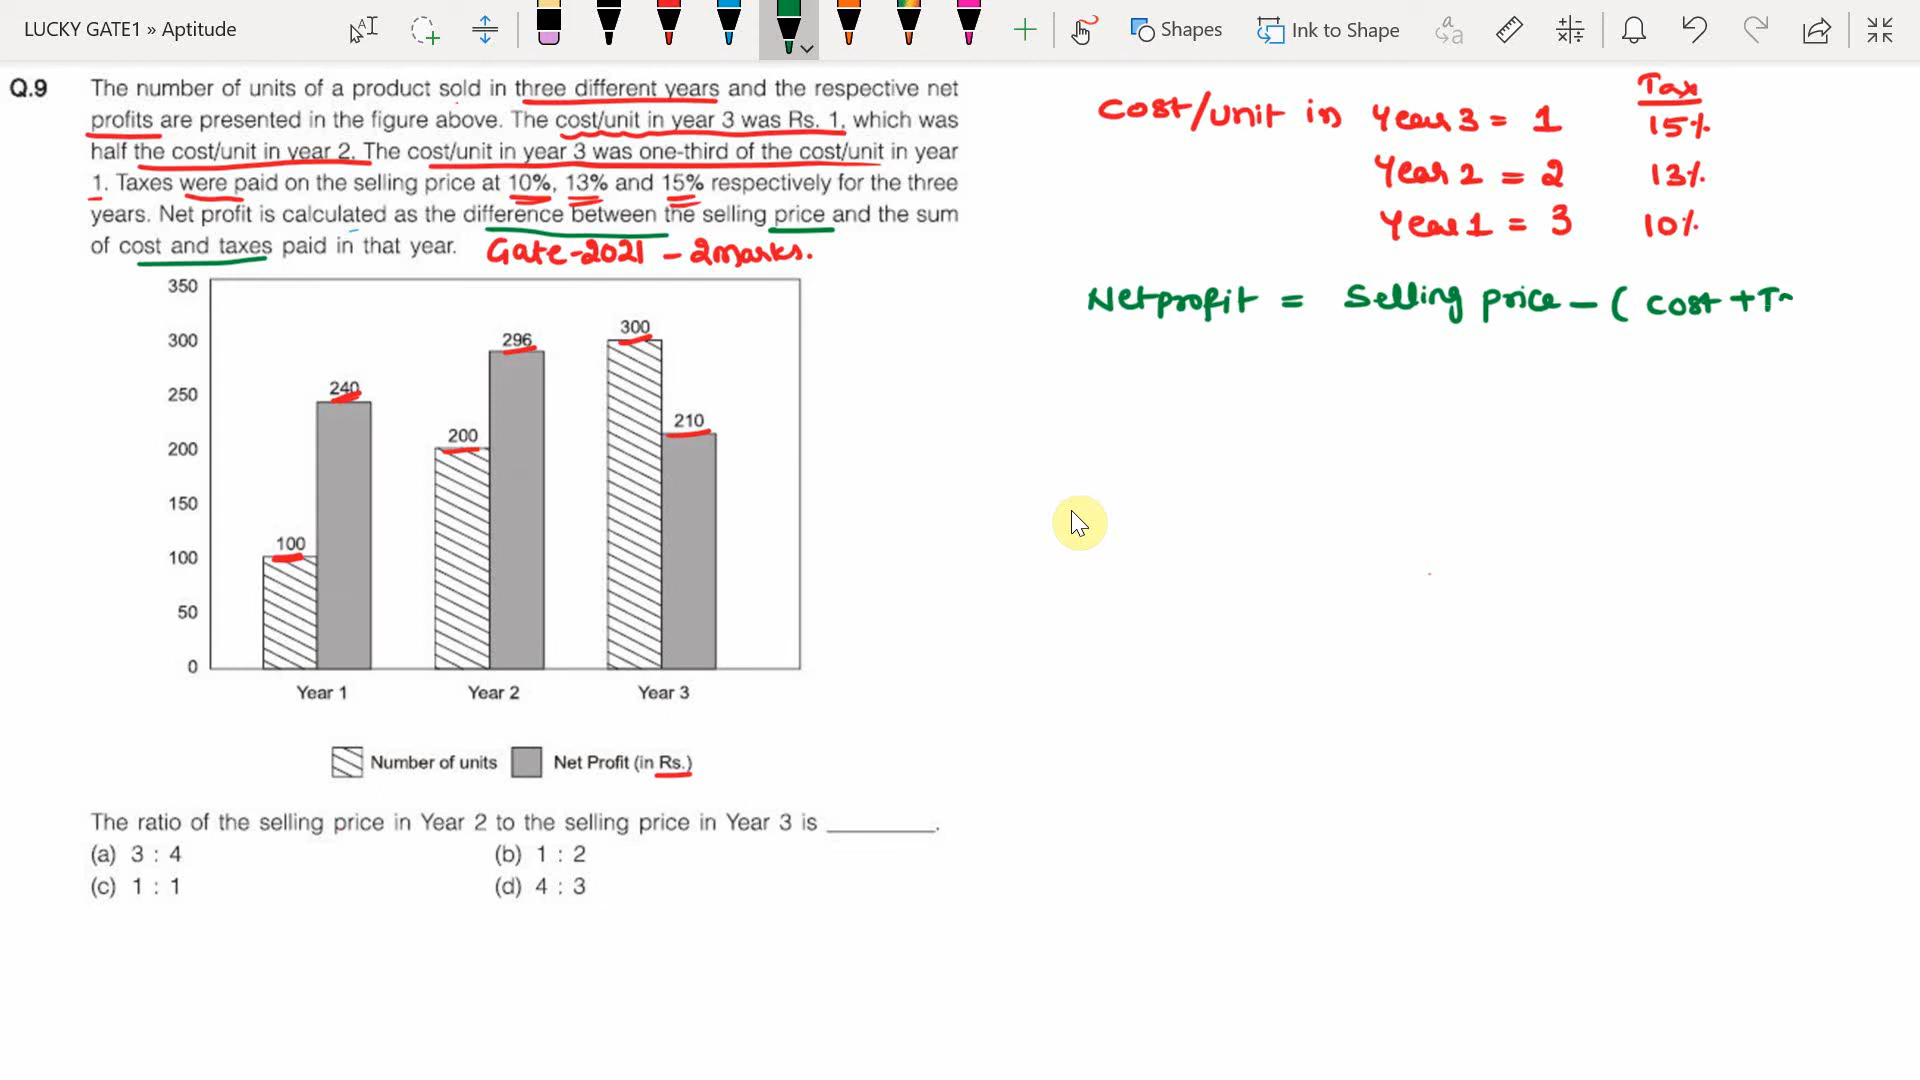 LUCKY GATE1 » Aptitude
Shapes
Ink to Shape
Q.9 The number of units of a product sold in three different years and the respective net
profits are presented in the figure above. The cost/unit in year 3 was Rs. 1, which was
half the cost/unit in year 2. The cost/unit in year 3 was one-third of the cost/unit in year
1. Taxes were paid on the selling price at 10%, 13% and 15% respectively for the three
years. Net profit is calculated as the difference between the selling price and the sum
of cost and taxes paid in that year. Gate-2021 - 2marks.
350
300
250
200
150
100
50
0
100
240
200
296
300
210
Year 1
Year 2
Year 3
Number of units
Net Profit (in Rs.)
The ratio of the selling price in Year 2 to the selling price in Year 3 is __________.
(a) 3 : 4 (b) 1 : 2
(c) 1 : 1 (d) 4 : 3
Tax
Cost/unit in Year 3 = 1 15%
Year 2 = 2 13%
Year 1 = 3 10%
Netprofit = Selling price - ( cost + T